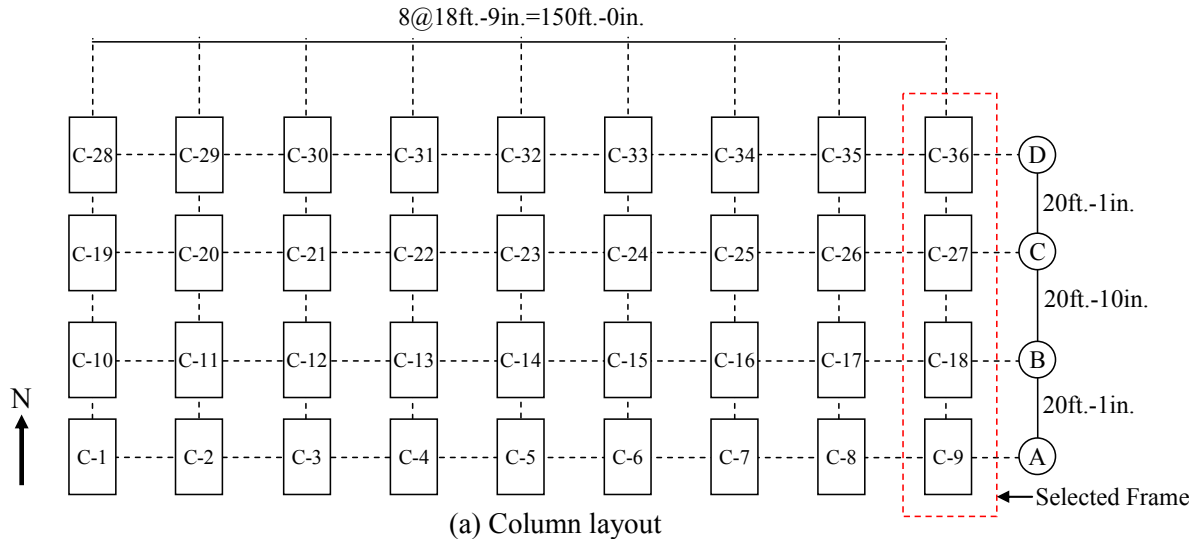 8@18ft.-9in.=150ft.-0in.
C-28 C-29 C-30 C-31 C-32 C-33 C-34 C-35 C-36 D
20ft.-1in.
C-19 C-20 C-21 C-22 C-23 C-24 C-25 C-26 C-27 C
20ft.-10in.
C-10 C-11 C-12 C-13 C-14 C-15 C-16 C-17 C-18 B
N
20ft.-1in.
C-1 C-2 C-3 C-4 C-5 C-6 C-7 C-8 C-9 A
Selected Frame
(a) Column layout